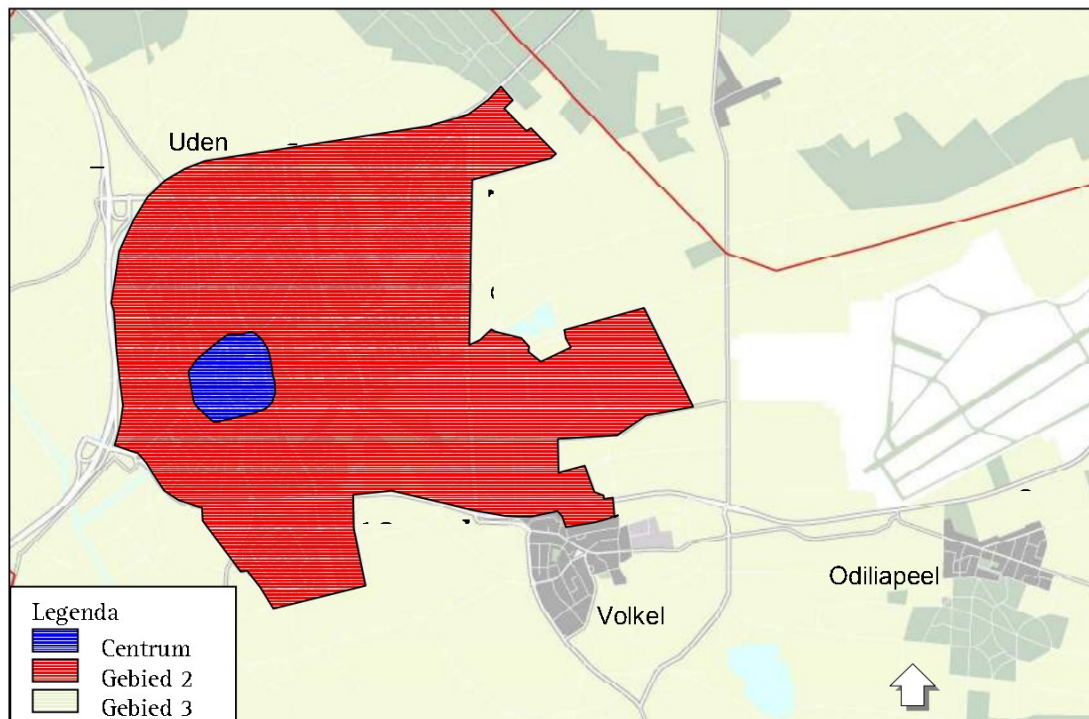 Uden
Odiliapeel
Volkel
Legenda
Centrum
Gebied 2
Gebied 3